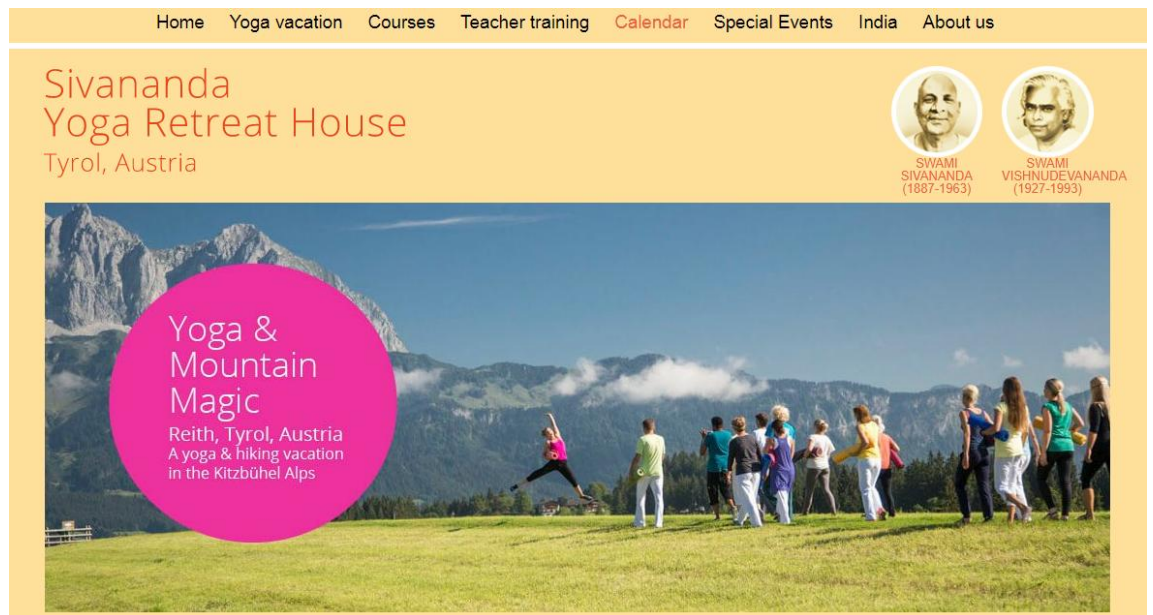 Home Yoga vacation Courses Teacher training Calendar Special Events India About us
Sivananda
Yoga Retreat House
Tyrol, Austria
SWAMI
SIVANANDA
(1887-1963)
SWAMI
VISHNUDEVANANDA
(1927-1993)
Yoga &
Mountain
Magic
Reith, Tyrol, Austria
A yoga & hiking vacation
in the Kitzbühel Alps